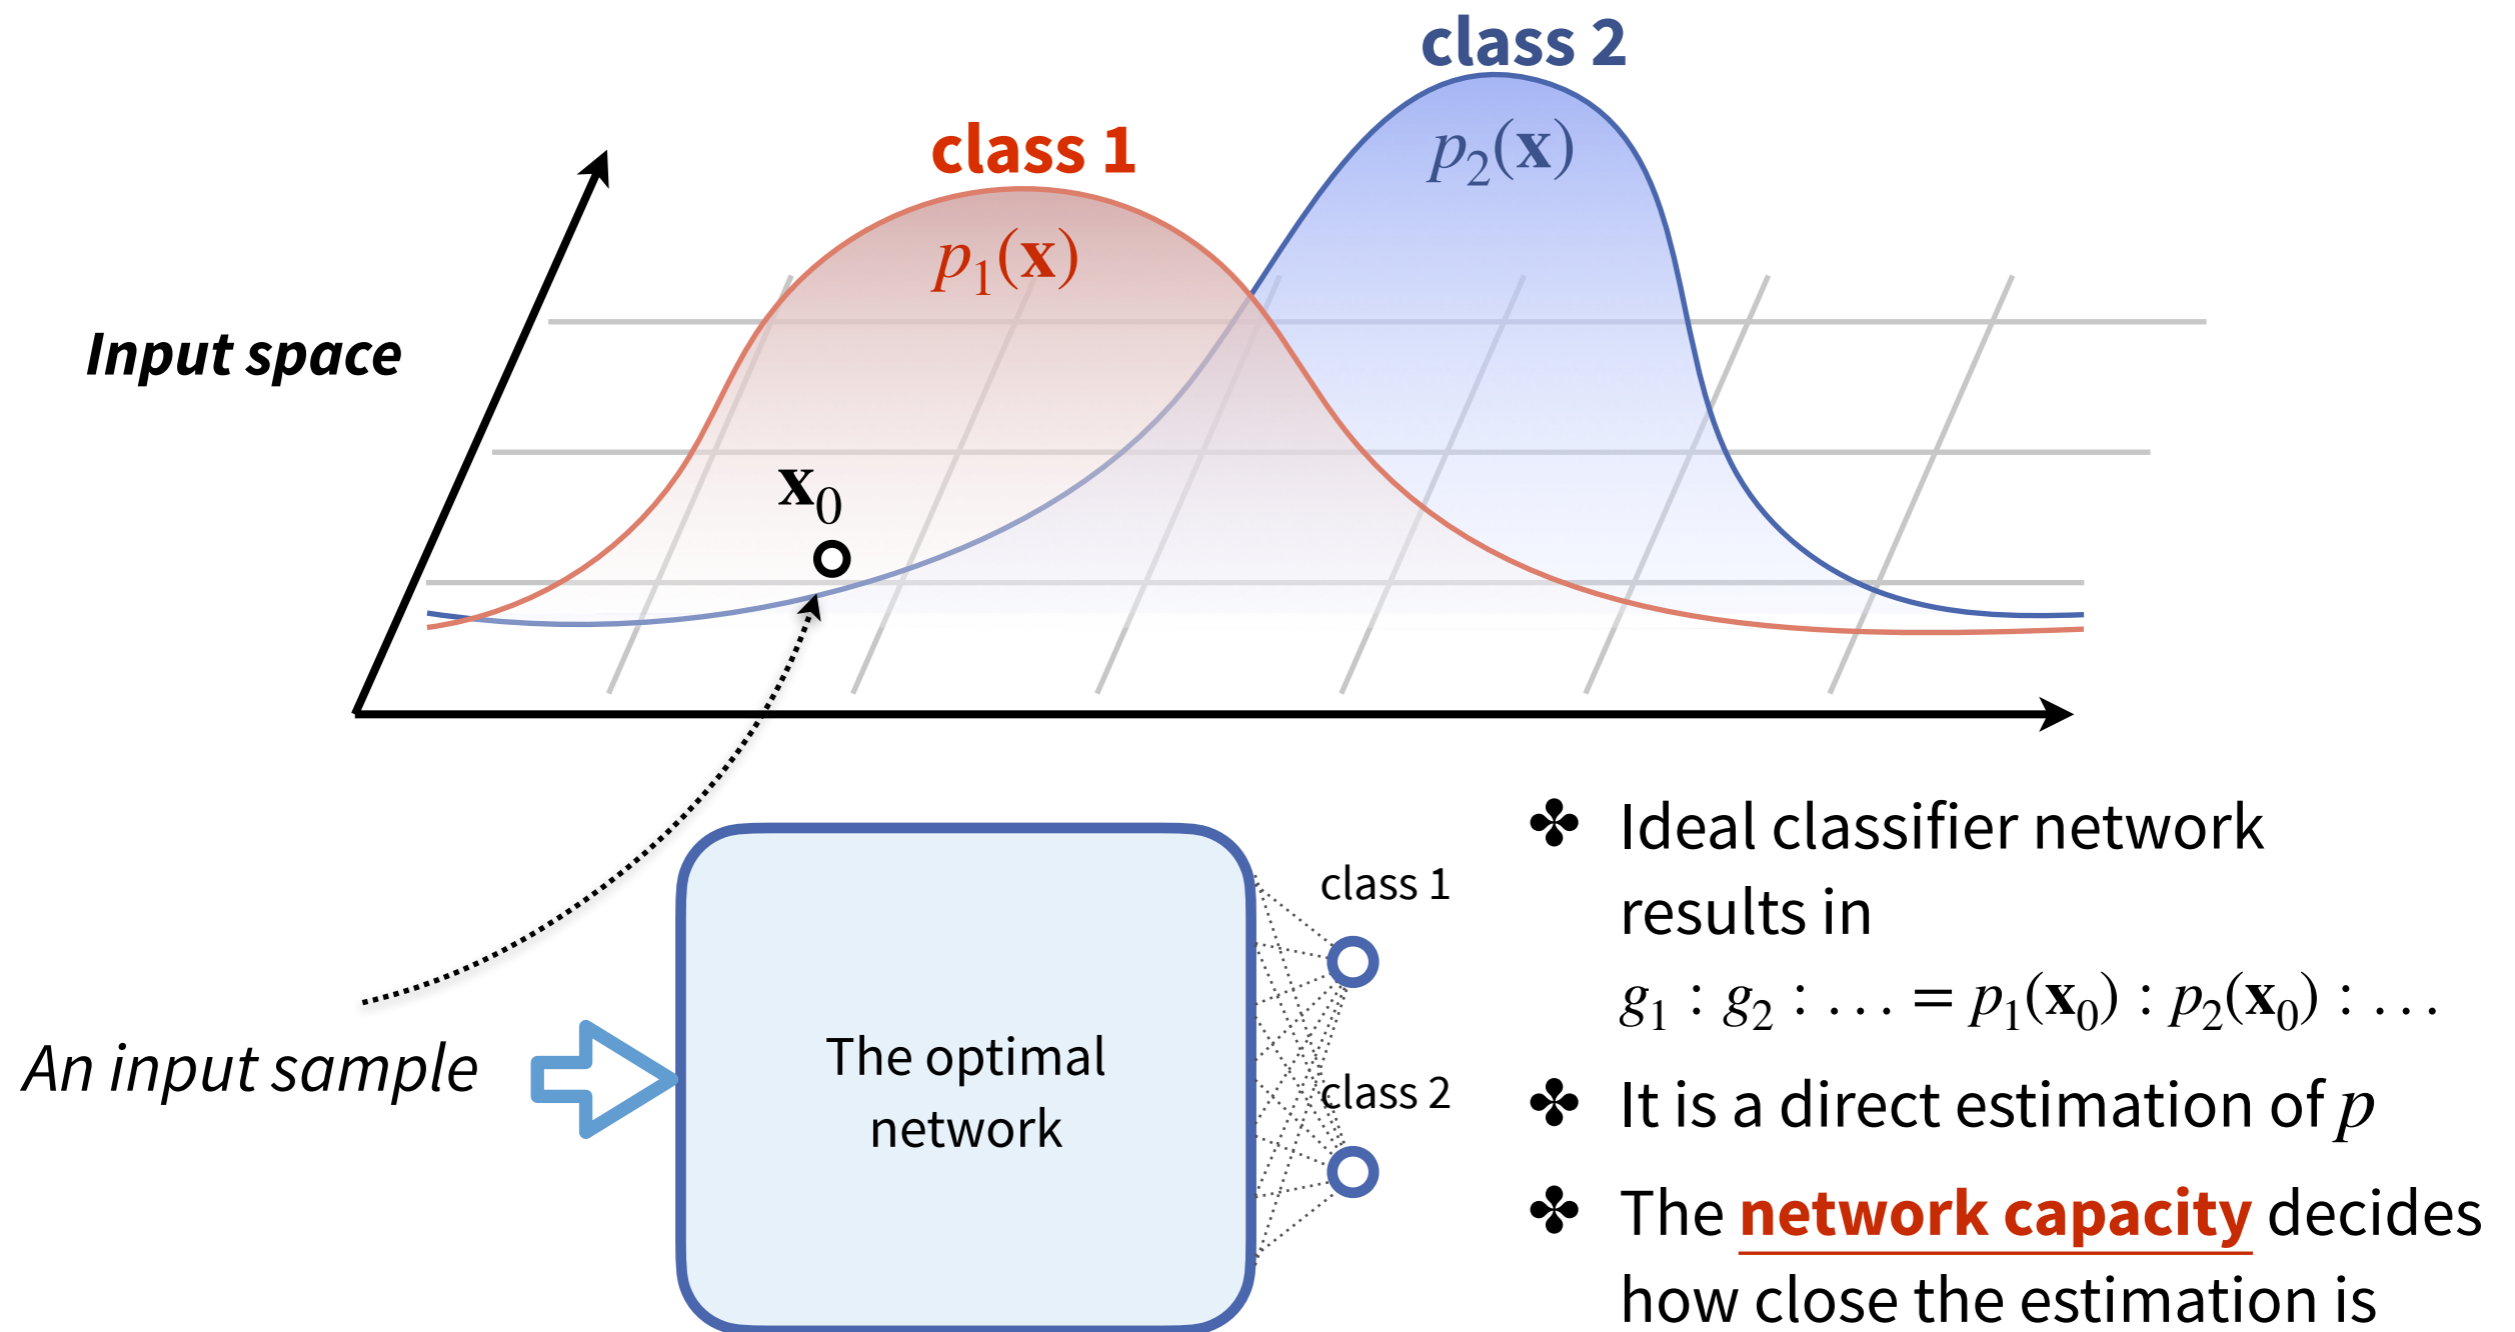 class 2
p₂(𝐱)
class 1
p₁(𝐱)
Input space
𝐱₀
An input sample
The optimal
network
class 1
class 2
✤ Ideal classifier network
results in
g₁ : g₂ : … = p₁(𝐱₀) : p₂(𝐱₀) : …
✤ It is a direct estimation of p
✤ The network capacity decides
how close the estimation is